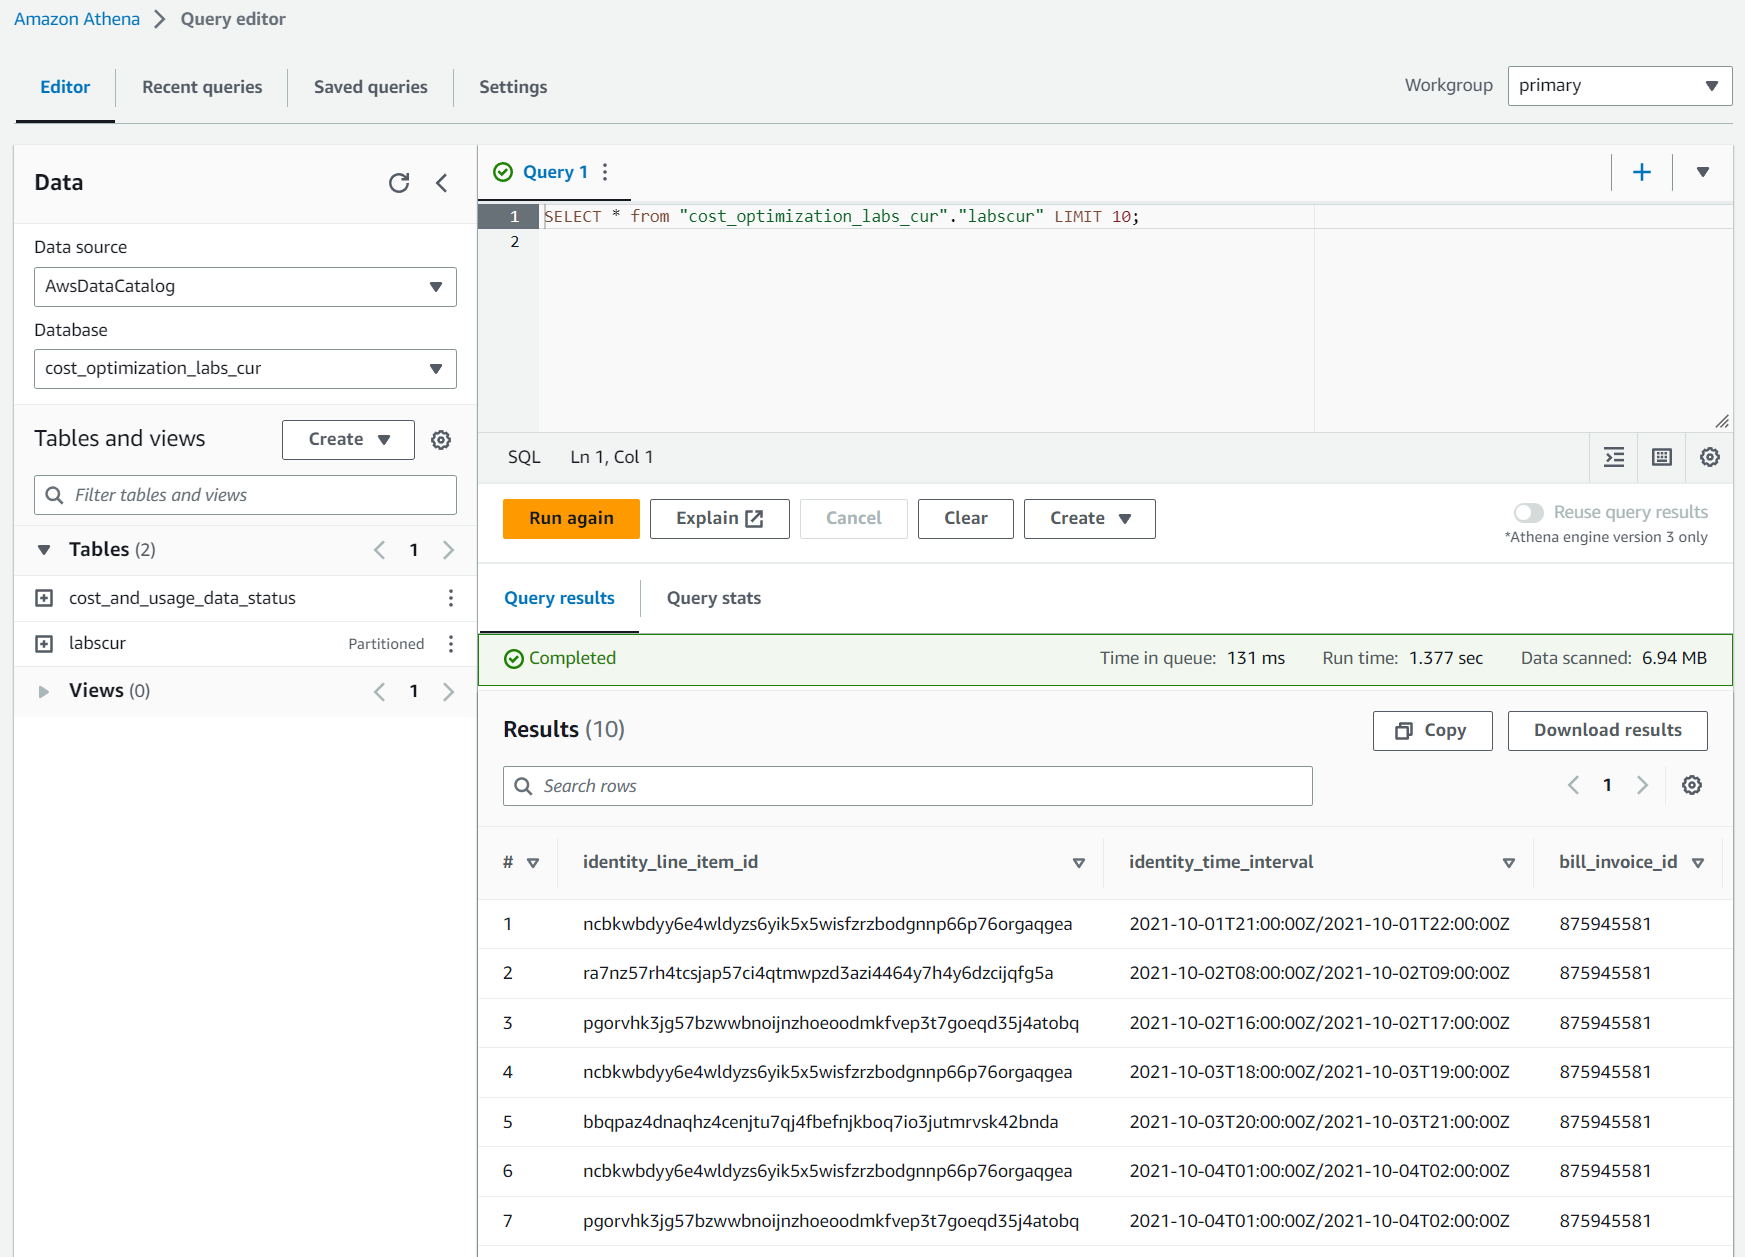 Amazon Athena > Query editor
Editor Recent queries Saved queries Settings Workgroup primary
Data
Data source
AwsDataCatalog
Database
cost_optimization_labs_cur
Tables and views Create
Filter tables and views
Tables (2) 1
cost_and_usage_data_status
labscur Partitioned
Views (0) 1
Query 1
1 SELECT * from "cost_optimization_labs_cur"."labscur" LIMIT 10;
2
SQL Ln 1, Col 1
Run again Explain Cancel Clear Create Reuse query results
*Athena engine version 3 only
Query results Query stats
Completed Time in queue: 131 ms Run time: 1.377 sec Data scanned: 6.94 MB
Results (10) Copy Download results
Search rows 1
# identity_line_item_id identity_time_interval bill_invoice_id
1 ncbkwbdyy6e4wldyzs6yik5x5wisfzrzbodgnnp66p76orgaqgea 2021-10-01T21:00:00Z/2021-10-01T22:00:00Z 875945581
2 ra7nz57rh4tcsjap57ci4qtmwpzd3azi4464y7h4y6dzcijqfg5a 2021-10-02T08:00:00Z/2021-10-02T09:00:00Z 875945581
3 pgorvhk3jg57bzwwbnoijnzhoeoodmkfvep3t7goeqd35j4atobq 2021-10-02T16:00:00Z/2021-10-02T17:00:00Z 875945581
4 ncbkwbdyy6e4wldyzs6yik5x5wisfzrzbodgnnp66p76orgaqgea 2021-10-03T18:00:00Z/2021-10-03T19:00:00Z 875945581
5 bbqpaz4dnaqhz4cenjtu7qj4fbefnjkboq7io3jutmrvsk42bnda 2021-10-03T20:00:00Z/2021-10-03T21:00:00Z 875945581
6 ncbkwbdyy6e4wldyzs6yik5x5wisfzrzbodgnnp66p76orgaqgea 2021-10-04T01:00:00Z/2021-10-04T02:00:00Z 875945581
7 pgorvhk3jg57bzwwbnoijnzhoeoodmkfvep3t7goeqd35j4atobq 2021-10-04T01:00:00Z/2021-10-04T02:00:00Z 875945581